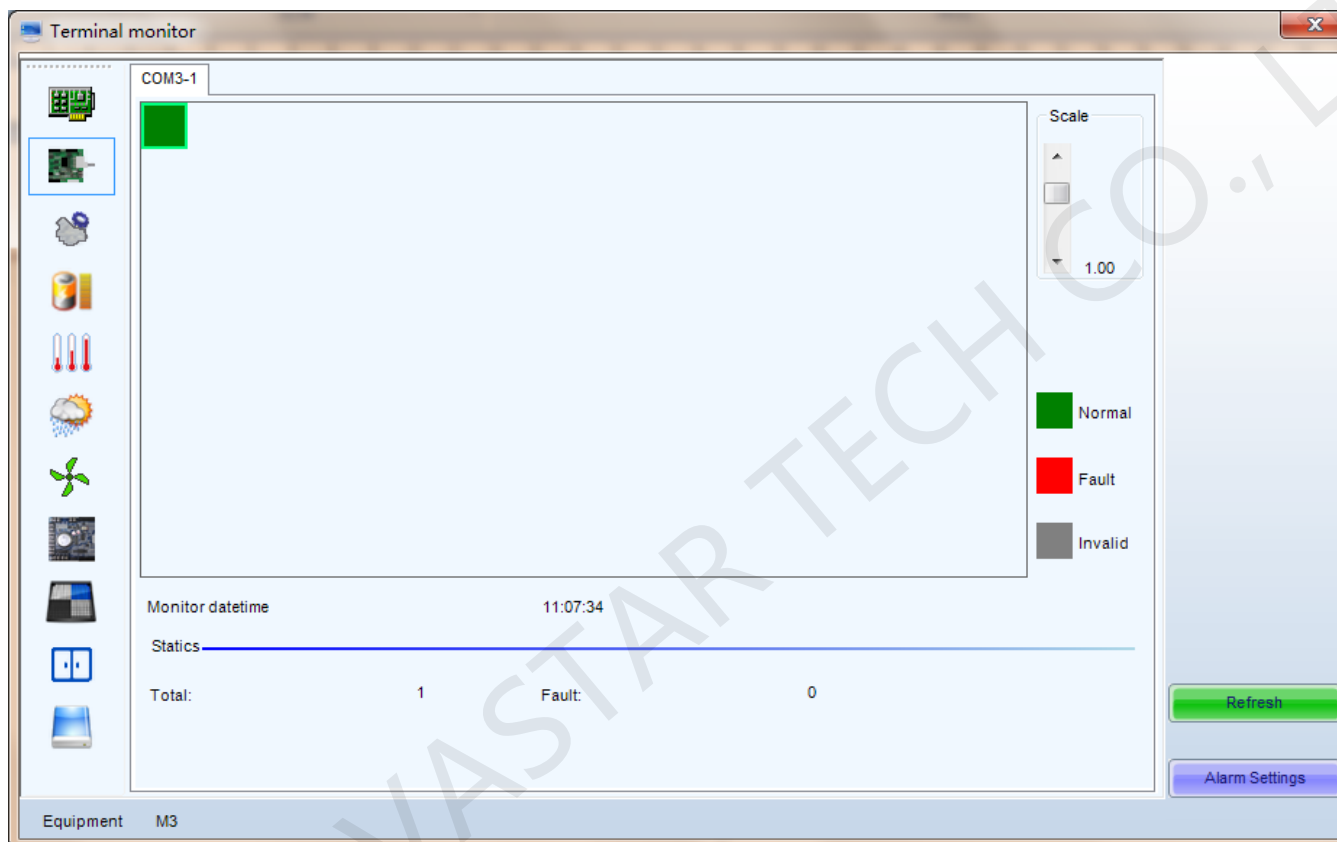 Terminal monitor
COM3-1
Scale
1.00
Normal
Fault
Invalid
Monitor datetime 11:07:34
Statics
Total: 1 Fault: 0
Refresh
Alarm Settings
Equipment M3
VASTAR TECH CO., L